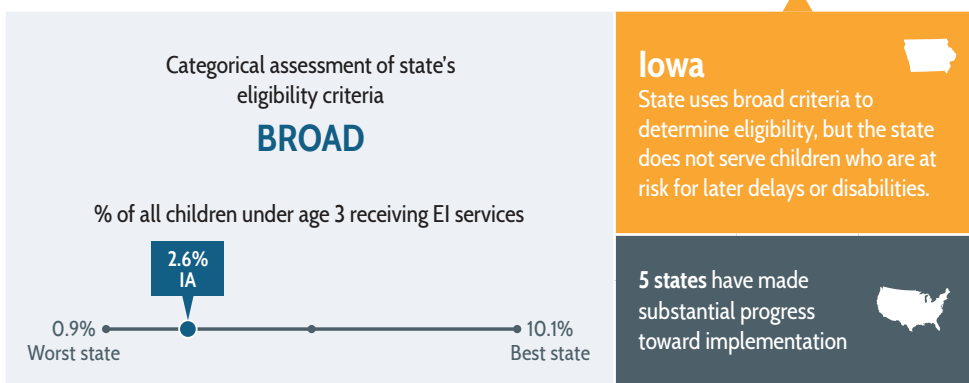 Categorical assessment of state's
eligibility criteria
BROAD
% of all children under age 3 receiving EI services
2.6%
IA
0.9%
Worst state
10.1%
Best state
Iowa
State uses broad criteria to
determine eligibility, but the state
does not serve children who are at
risk for later delays or disabilities.
5 states have made
substantial progress
toward implementation